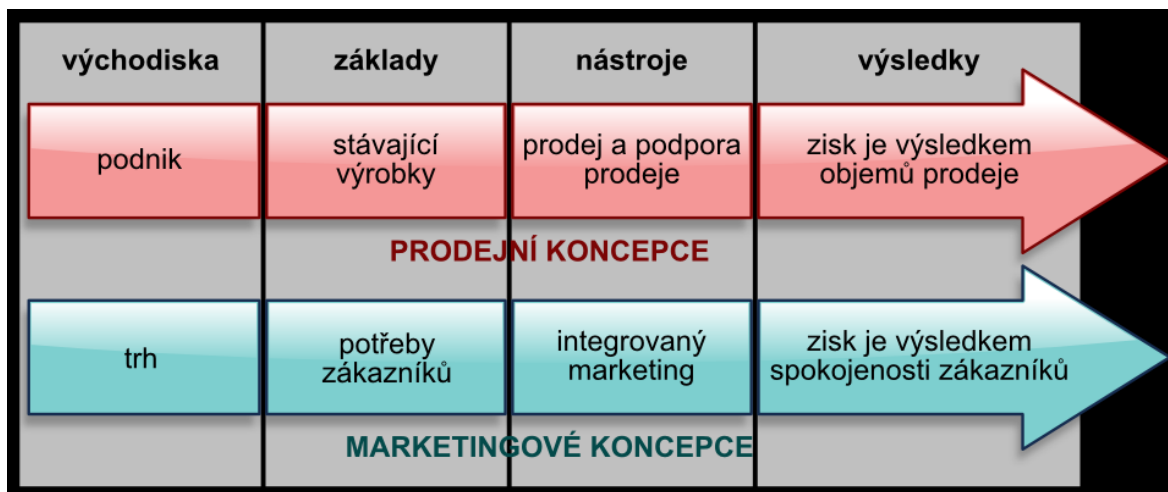 východiska
základy
nástroje
výsledky
podnik
stávající
výrobky
prodej a podpora
prodeje
zisk je výsledkem
objemů prodeje
PRODEJNÍ KONCEPCE
trh
potřeby
zákazníků
integrovaný
marketing
zisk je výsledkem
spokojenosti zákazníků
MARKETINGOVÉ KONCEPCE